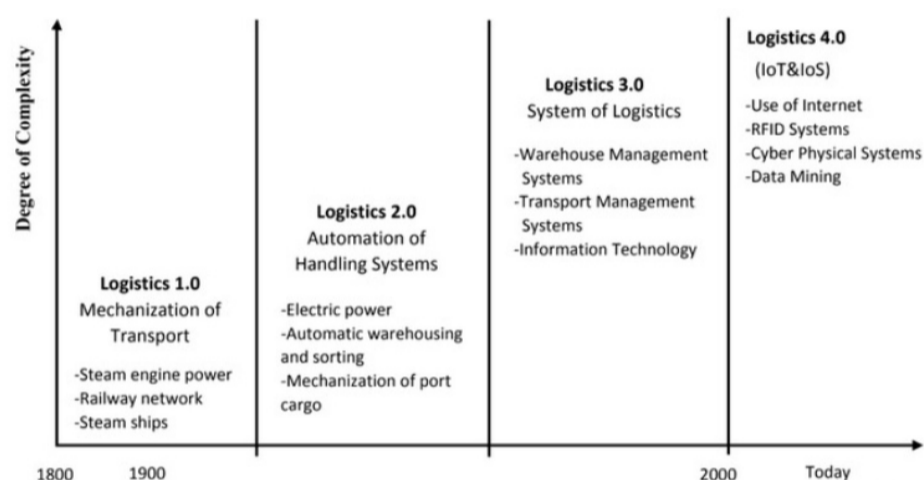 Degree of Complexity
Logistics 1.0
Mechanization of
Transport
-Steam engine power
-Railway network
-Steam ships
Logistics 2.0
Automation of
Handling Systems
-Electric power
-Automatic warehousing
and sorting
-Mechanization of port
cargo
Logistics 3.0
System of Logistics
-Warehouse Management
Systems
-Transport Management
Systems
-Information Technology
Logistics 4.0
(IoT&IoS)
-Use of Internet
-RFID Systems
-Cyber Physical Systems
-Data Mining
1800
1900
2000
Today